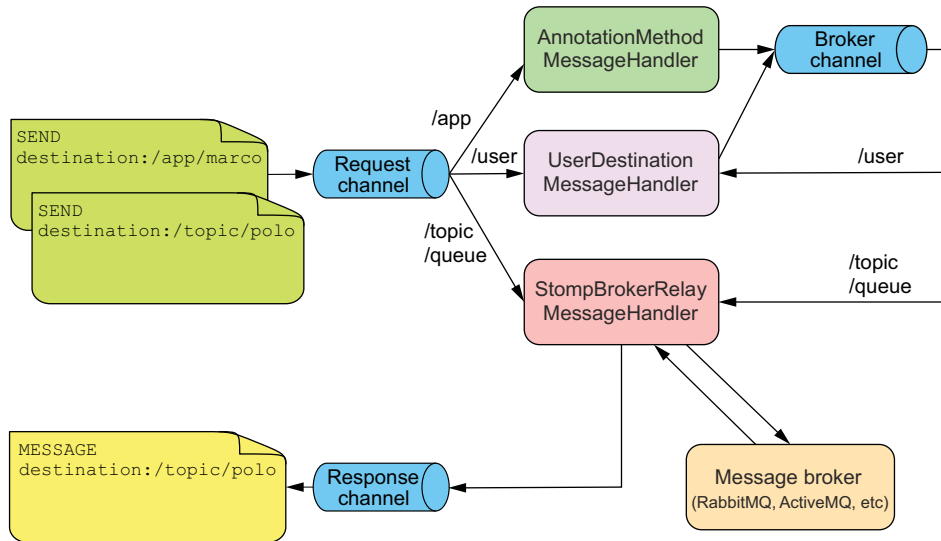 AnnotationMethod
MessageHandler
Broker
channel
/app
SEND
destination:/app/marco
Request
channel
/user
UserDestination
MessageHandler
/user
SEND
destination:/topic/polo
/topic
/queue
/topic
/queue
StompBrokerRelay
MessageHandler
MESSAGE
destination:/topic/polo
Response
channel
Message broker
(RabbitMQ, ActiveMQ, etc)